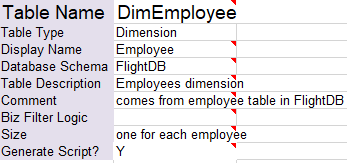 Table Name DimEmployee
Table Type Dimension
Display Name Employee
Database Schema FlightDB
Table Description Employees dimension
Comment comes from employee table in FlightDB
Biz Filter Logic
Size one for each employee
Generate Script? Y